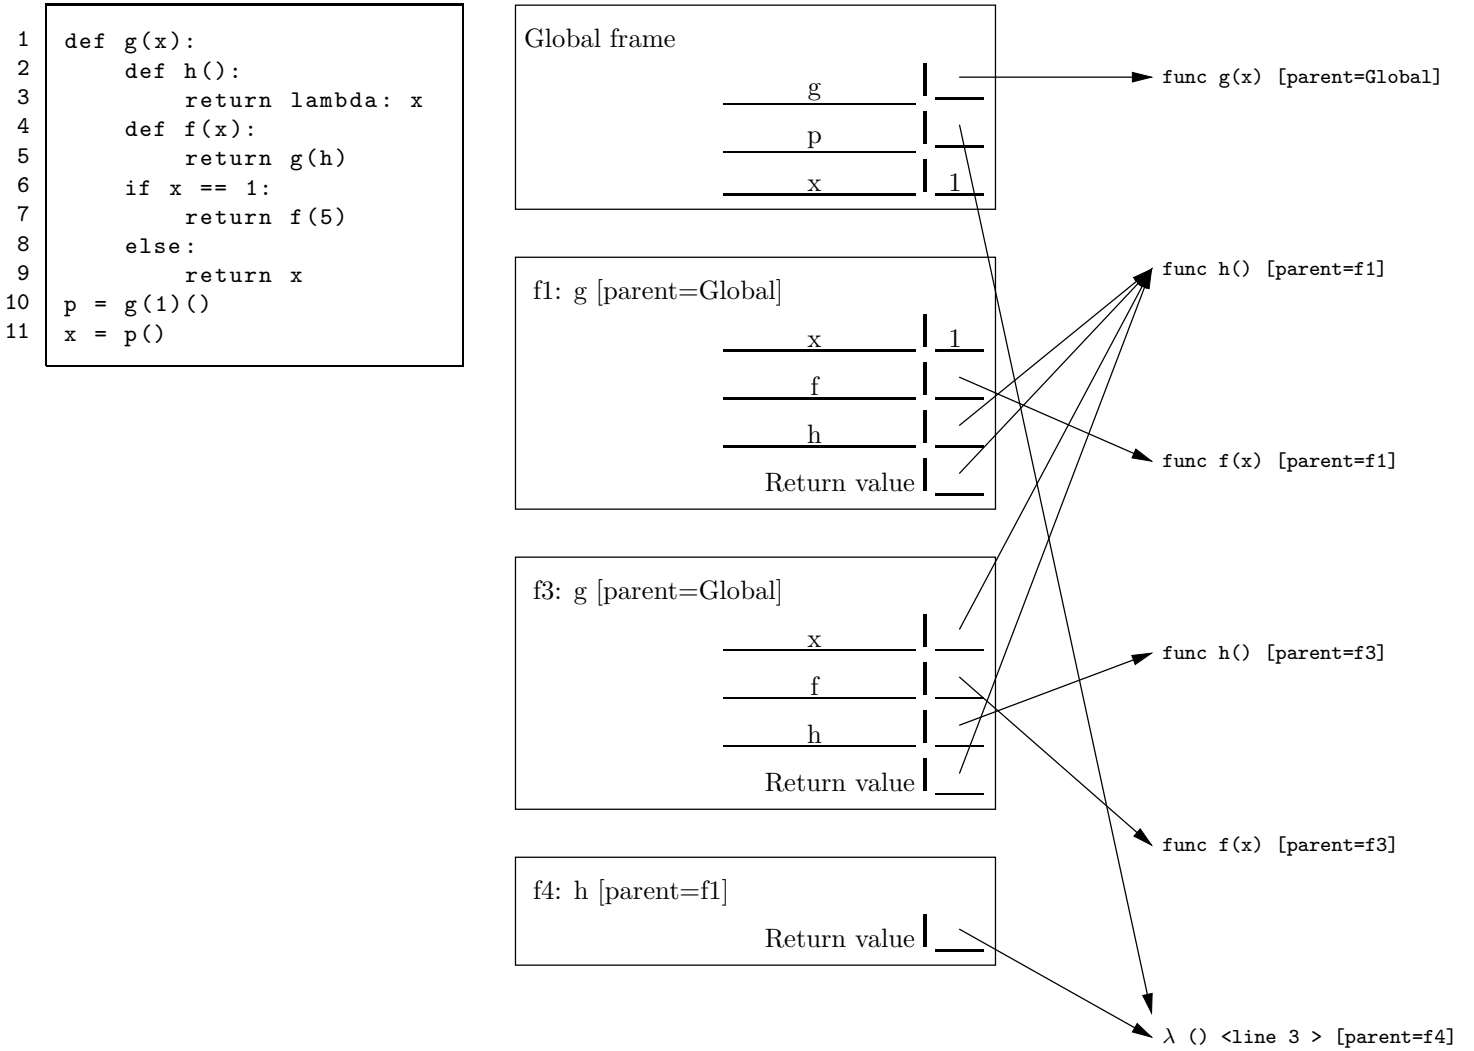 1 def g(x):
2 def h():
3 return lambda: x
4 def f(x):
5 return g(h)
6 if x == 1:
7 return f(5)
8 else:
9 return x
10 p = g(1)()
11 x = p()
Global frame
g
p
x 1
func g(x) [parent=Global]
f1: g [parent=Global]
x 1
f
h
Return value
func h() [parent=f1]
func f(x) [parent=f1]
f3: g [parent=Global]
x
f
h
Return value
func h() [parent=f3]
func f(x) [parent=f3]
f4: h [parent=f1]
Return value
λ () <line 3 > [parent=f4]